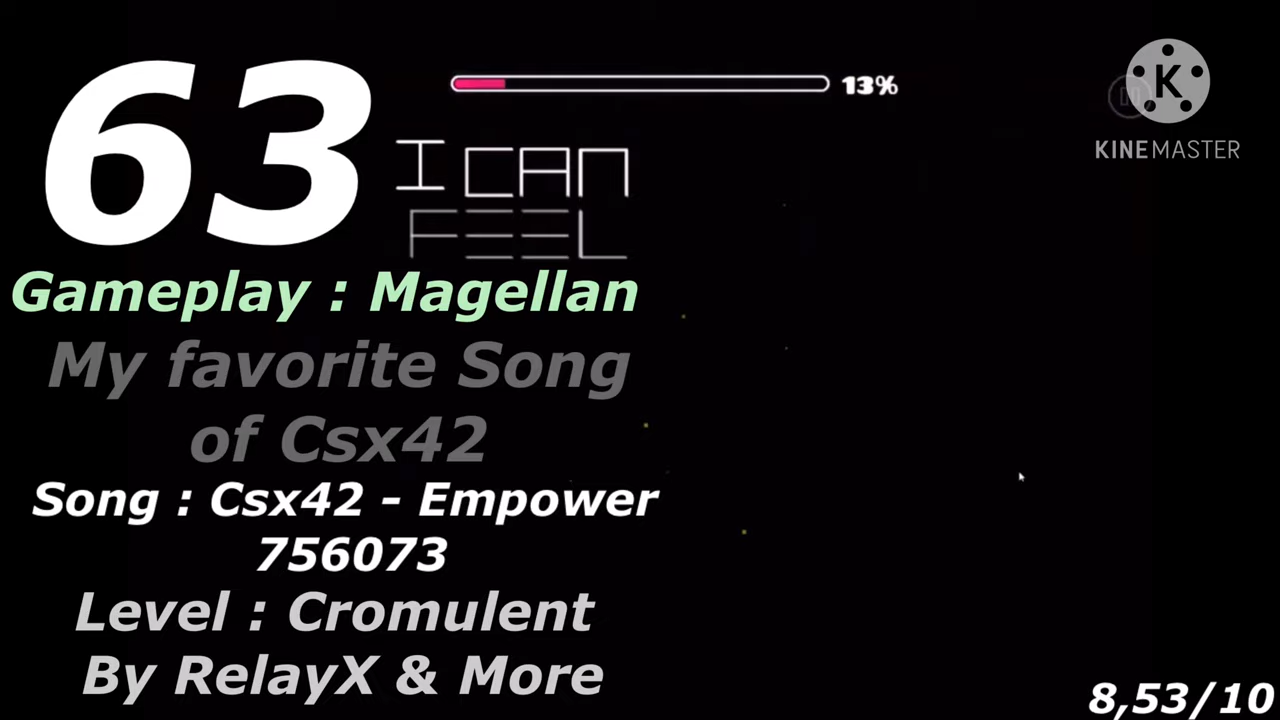 63
13%
K
KINEMASTER
I CAN
FEEL
Gameplay : Magellan
My favorite Song
of Csx42
Song : Csx42 - Empower
756073
Level : Cromulent
By RelayX & More
8,53/10